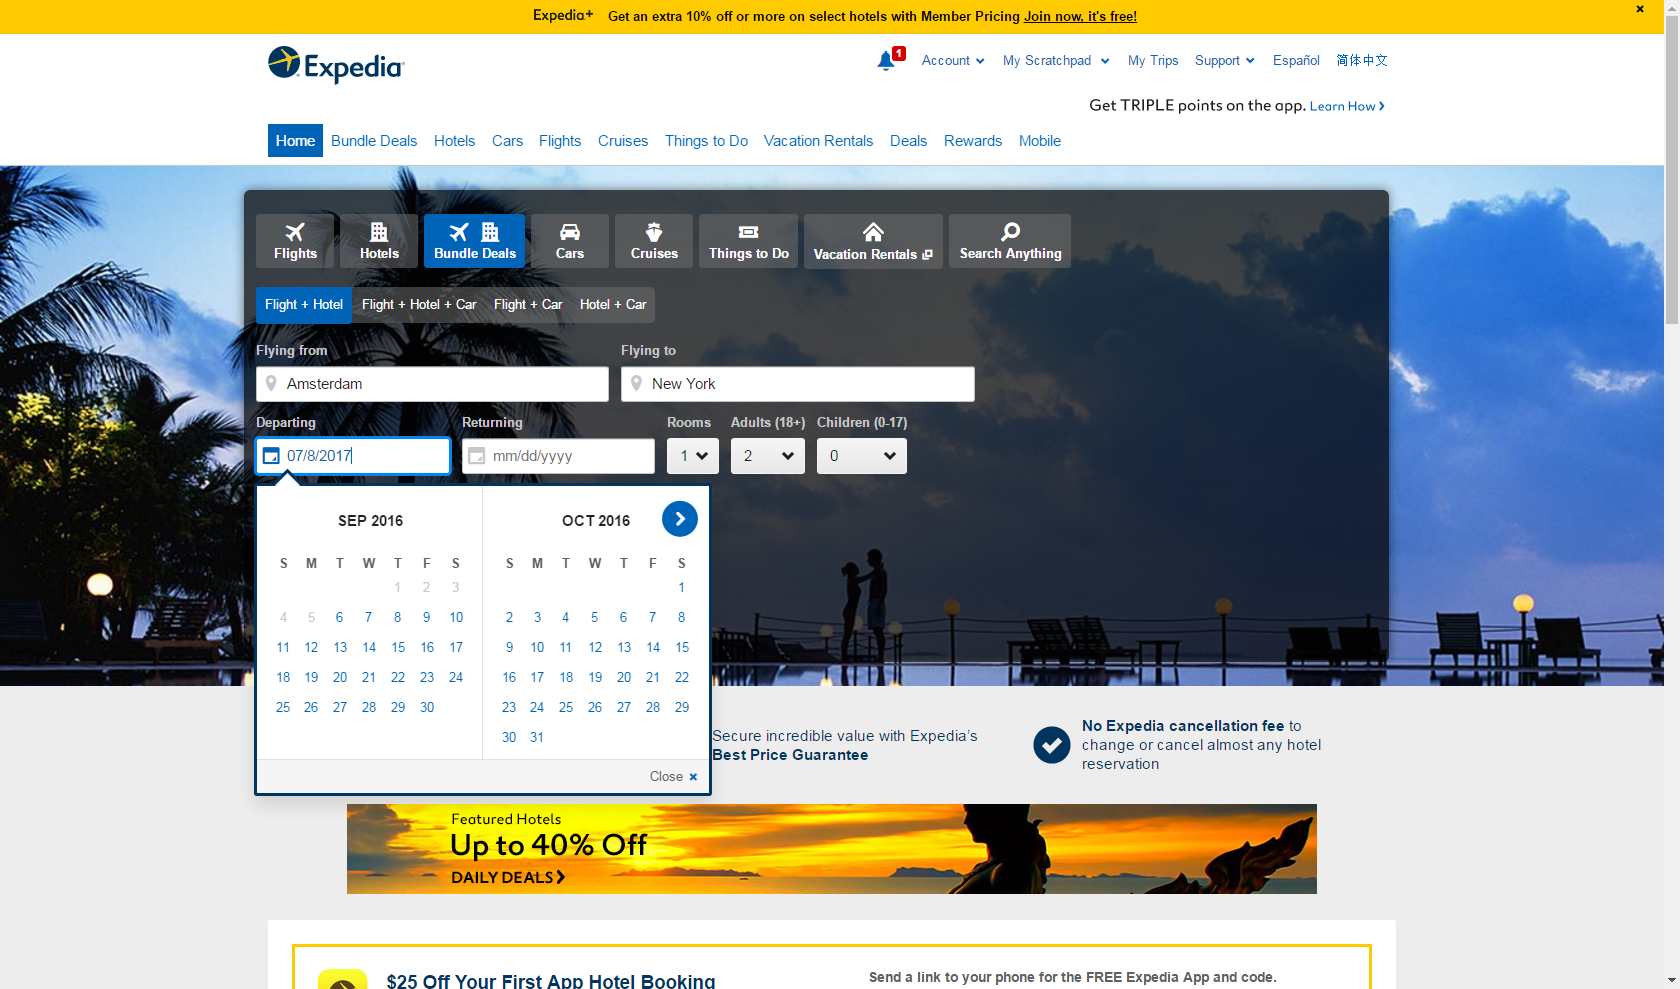 Expedia+ Get an extra 10% off or more on select hotels with Member Pricing Join now, it's free!
Expedia
1 Account My Scratchpad My Trips Support Español 简体中文
Get TRIPLE points on the app. Learn How
Home Bundle Deals Hotels Cars Flights Cruises Things to Do Vacation Rentals Deals Rewards Mobile
Flights Hotels Bundle Deals Cars Cruises Things to Do Vacation Rentals Search Anything
Flight + Hotel Flight + Hotel + Car Flight + Car Hotel + Car
Flying from Flying to
Amsterdam New York
Departing Returning Rooms Adults (18+) Children (0-17)
07/8/2017 mm/dd/yyyy 1 2 0
SEP 2016
S M T W T F S
1 2 3
4 5 6 7 8 9 10
11 12 13 14 15 16 17
18 19 20 21 22 23 24
25 26 27 28 29 30
OCT 2016
S M T W T F S
1
2 3 4 5 6 7 8
9 10 11 12 13 14 15
16 17 18 19 20 21 22
23 24 25 26 27 28 29
30 31
Close
Secure incredible value with Expedia's
Best Price Guarantee
No Expedia cancellation fee to
change or cancel almost any hotel
reservation
Featured Hotels
Up to 40% Off
DAILY DEALS
$25 Off Your First App Hotel Booking
Send a link to your phone for the FREE Expedia App and code.